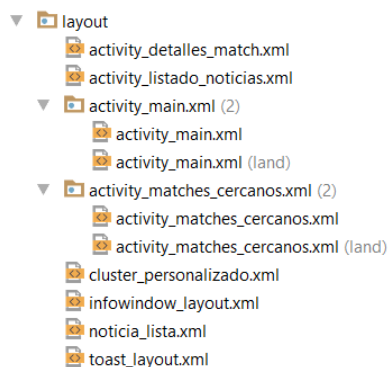 layout
activity_detalles_match.xml
activity_listado_noticias.xml
activity_main.xml (2)
activity_main.xml
activity_main.xml (land)
activity_matches_cercanos.xml (2)
activity_matches_cercanos.xml
activity_matches_cercanos.xml (land)
cluster_personalizado.xml
infowindow_layout.xml
noticia_lista.xml
toast_layout.xml